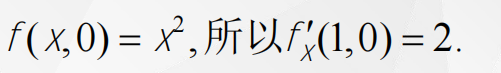 f(x,0) = x², 所以f′ₓ(1,0) = 2.